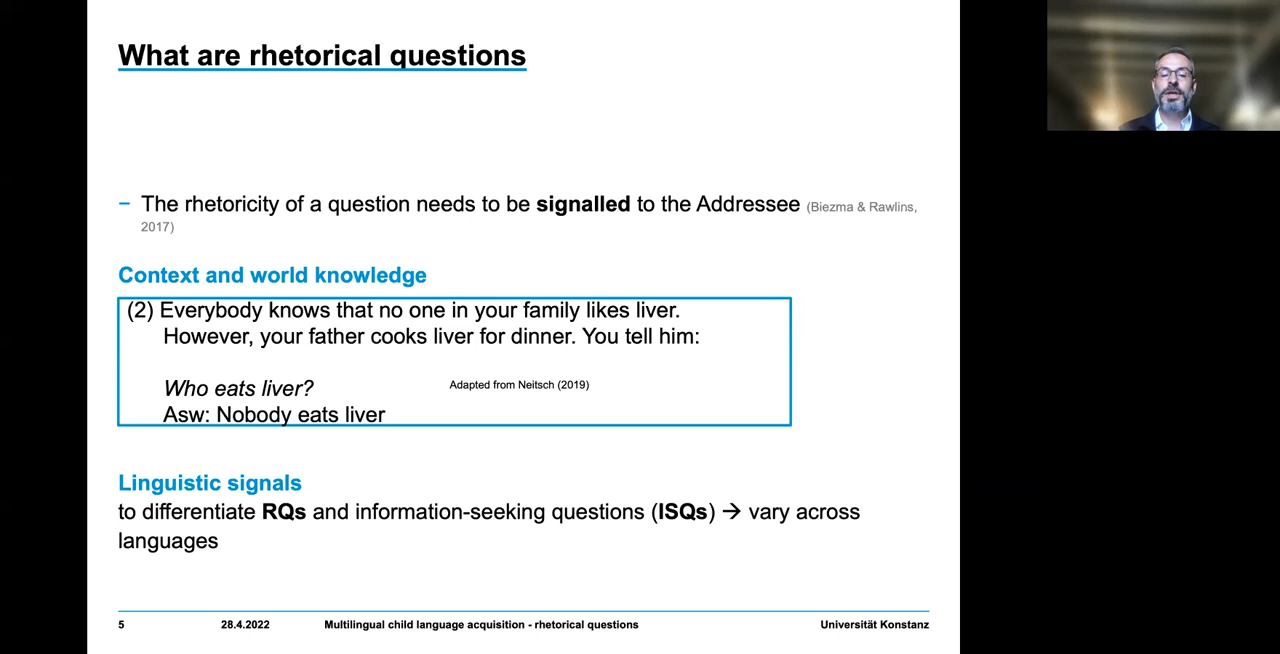 What are rhetorical questions
– The rhetoricity of a question needs to be signalled to the Addressee (Biezma & Rawlins,
2017)
Context and world knowledge
(2) Everybody knows that no one in your family likes liver.
However, your father cooks liver for dinner. You tell him:
Who eats liver? Adapted from Neitsch (2019)
Asw: Nobody eats liver
Linguistic signals
to differentiate RQs and information-seeking questions (ISQs) → vary across
languages
5 28.4.2022 Multilingual child language acquisition - rhetorical questions Universität Konstanz